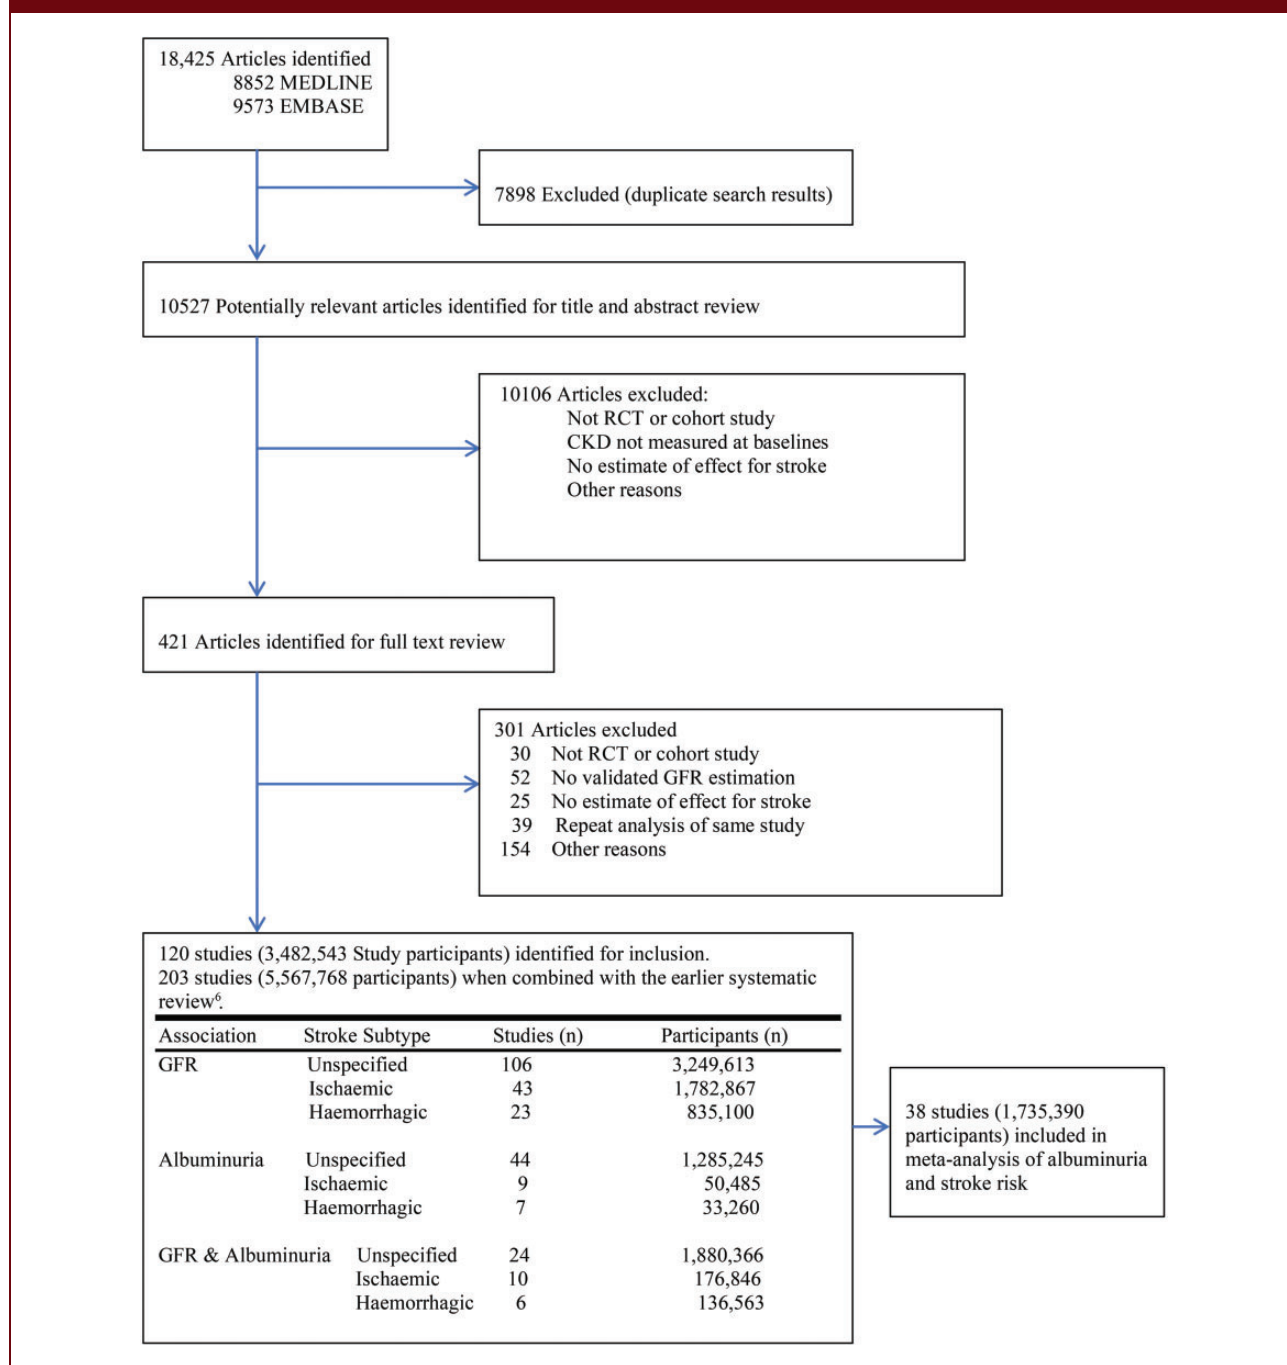 18,425 Articles identified
8852 MEDLINE
9573 EMBASE
7898 Excluded (duplicate search results)
10527 Potentially relevant articles identified for title and abstract review
10106 Articles excluded:
Not RCT or cohort study
CKD not measured at baselines
No estimate of effect for stroke
Other reasons
421 Articles identified for full text review
301 Articles excluded
30 Not RCT or cohort study
52 No validated GFR estimation
25 No estimate of effect for stroke
39 Repeat analysis of same study
154 Other reasons
120 studies (3,482,543 Study participants) identified for inclusion.
203 studies (5,567,768 participants) when combined with the earlier systematic
review⁶.
Association Stroke Subtype Studies (n) Participants (n)
GFR Unspecified 106 3,249,613
Ischaemic 43 1,782,867
Haemorrhagic 23 835,100
Albuminuria Unspecified 44 1,285,245
Ischaemic 9 50,485
Haemorrhagic 7 33,260
GFR & Albuminuria Unspecified 24 1,880,366
Ischaemic 10 176,846
Haemorrhagic 6 136,563
38 studies (1,735,390
participants) included in
meta-analysis of albuminuria
and stroke risk